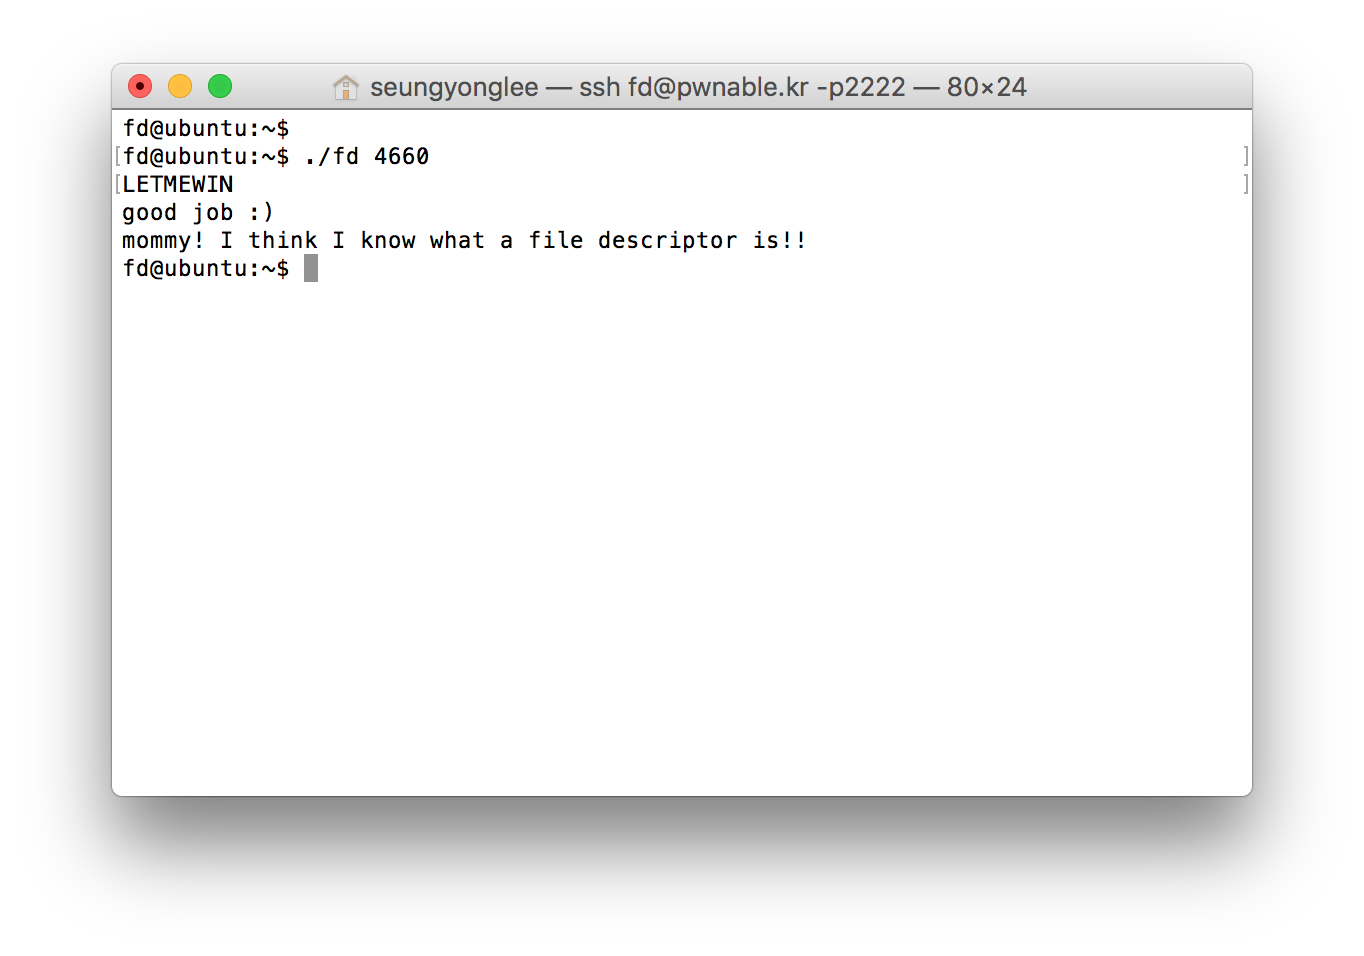 seungyonglee — ssh fd@pwnable.kr -p2222 — 80×24
fd@ubuntu:~$
[fd@ubuntu:~$ ./fd 4660 ]
[LETMEWIN ]
good job :)
mommy! I think I know what a file descriptor is!!
fd@ubuntu:~$